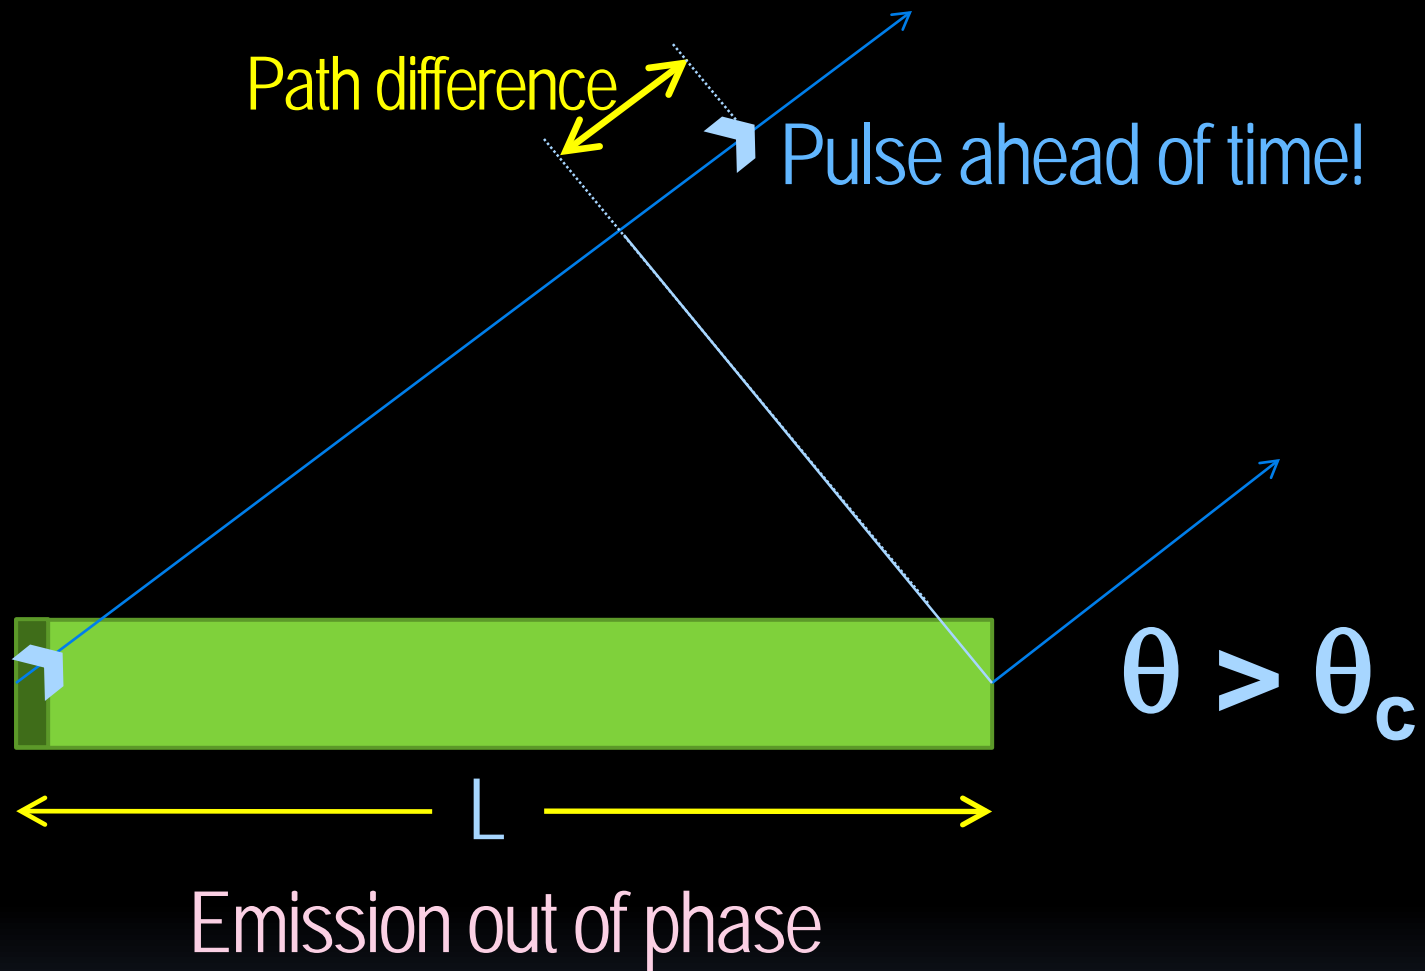 Path difference
Pulse ahead of time!
θ > θc
L
Emission out of phase